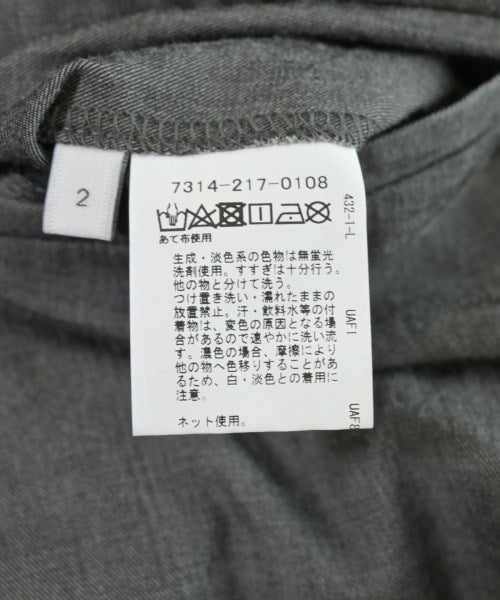 2
7314-217-0108
あて布使用
生成・淡色系の色物は無蛍光
洗剤使用。すすぎは十分行う。
他の物と分けて洗う。
つけ置き洗い・濡れたままの
放置禁止。汗・飲料水等の付
着物は、変色の原因となる場
合があるので速やかに洗い流
す。濃色の場合、摩擦により
他の物へ色移りすることがあ
るため、白・淡色との着用に
注意。
ネット使用。
432-1-L
UAF1
UAF8